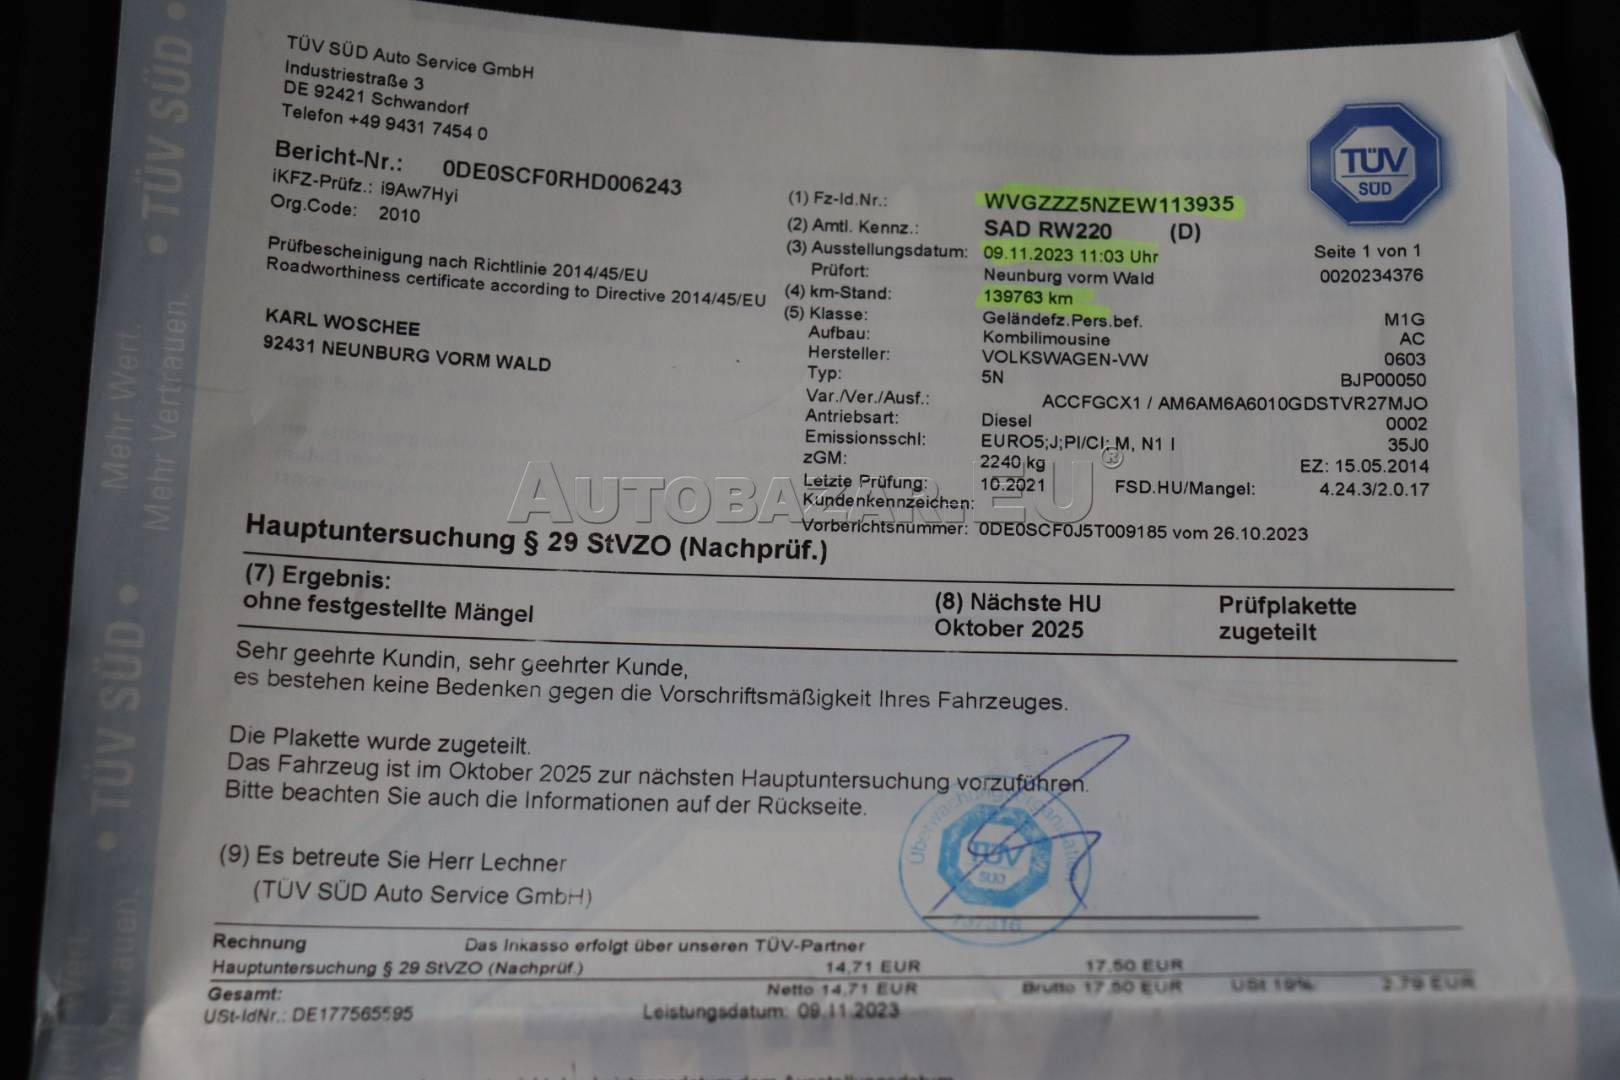 TÜV SÜD Auto Service GmbH
Industriestraße 3
DE 92421 Schwandorf
Telefon +49 9431 7454 0
Bericht-Nr.: 0DE0SCF0RHD006243
iKFZ-Prüfz.: i9Aw7Hyi
Org.Code: 2010
Prüfbescheinigung nach Richtlinie 2014/45/EU
Roadworthiness certificate according to Directive 2014/45/EU
KARL WOSCHEE
92431 NEUNBURG VORM WALD
TÜV
SÜD
Seite 1 von 1
0020234376
(1) Fz-Id.Nr.: WVGZZZ5NZEW113935
(2) Amtl. Kennz.: SAD RW220 (D)
(3) Ausstellungsdatum: 09.11.2023 11:03 Uhr
Prüfort: Neunburg vorm Wald
(4) km-Stand: 139763 km
(5) Klasse: Geländefz.Pers.bef. M1G
Aufbau: Kombilimousine AC
Hersteller: VOLKSWAGEN-VW 0603
Typ: 5N BJP00050
Var./Ver./Ausf.: ACCFGCX1 / AM6AM6A6010GDSTVR27MJO
Antriebsart: Diesel 0002
Emissionsschl: EURO5;J;PI/CI; M, N1 I 35J0
zGM: 2240 kg EZ: 15.05.2014
Letzte Prüfung: 10.2021 FSD.HU/Mangel: 4.24.3/2.0.17
Kundenkennzeichen:
Vorberichtsnummer: 0DE0SCF0J5T009185 vom 26.10.2023
AUTOBAZAR.EU®
Hauptuntersuchung § 29 StVZO (Nachprüf.)
(7) Ergebnis:
ohne festgestellte Mängel
(8) Nächste HU
Oktober 2025
Prüfplakette
zugeteilt
Sehr geehrte Kundin, sehr geehrter Kunde,
es bestehen keine Bedenken gegen die Vorschriftsmäßigkeit Ihres Fahrzeuges.
Die Plakette wurde zugeteilt.
Das Fahrzeug ist im Oktober 2025 zur nächsten Hauptuntersuchung vorzuführen.
Bitte beachten Sie auch die Informationen auf der Rückseite.
(9) Es betreute Sie Herr Lechner
(TÜV SÜD Auto Service GmbH)
Überwachungsorganisation
TÜV
SÜD
Rechnung Das Inkasso erfolgt über unseren TÜV-Partner
Hauptuntersuchung § 29 StVZO (Nachprüf.) 14,71 EUR 17,50 EUR
Gesamt: Netto 14,71 EUR Brutto 17,50 EUR USt 19%: 2,79 EUR
USt-IdNr.: DE177565595 Leistungsdatum: 09.11.2023
TÜV SÜD •
Mehr Wert.
Mehr Vertrauen.
• TÜV SÜD •